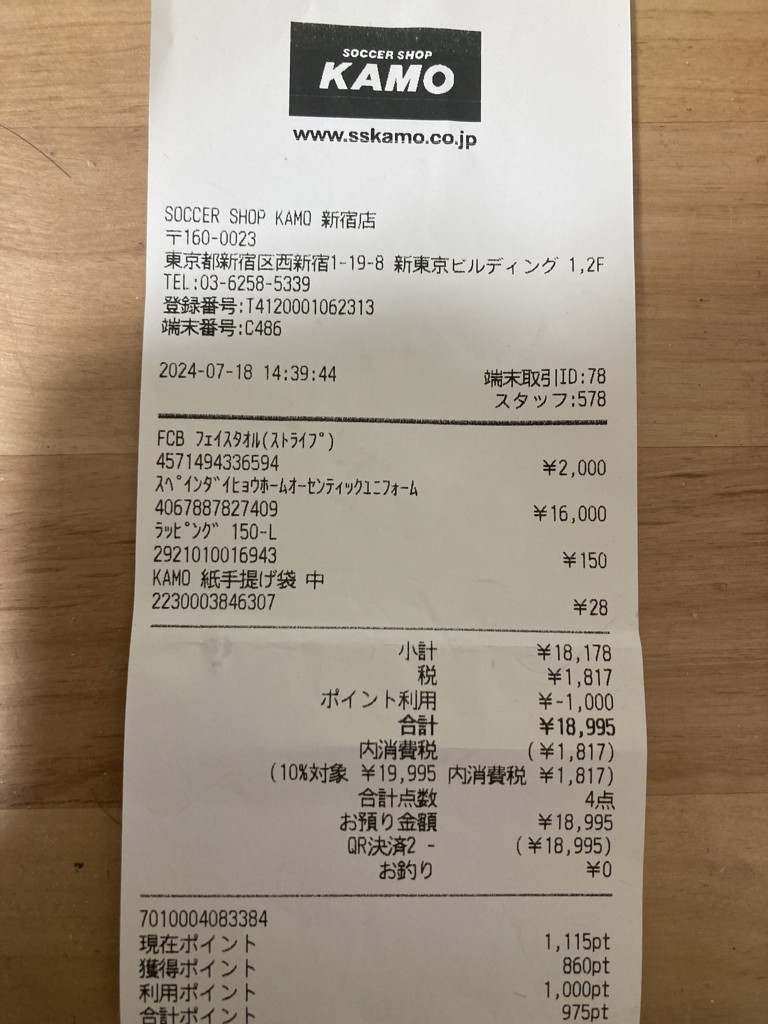 SOCCER SHOP
KAMO
www.sskamo.co.jp
SOCCER SHOP KAMO 新宿店
〒160-0023
東京都新宿区西新宿1-19-8 新東京ビルディング 1,2F
TEL:03-6258-5339
登録番号:T4120001062313
端末番号:C486
2024-07-18 14:39:44 端末取引ID:78
スタッフ:578
FCB ﾌｪｲｽタｵﾙ(ｽﾄﾗｲﾌﾟ)
4571494336594 ¥2,000
ｽﾍﾟｲﾝﾀﾞｲﾋｮｳﾎｰﾑｵｰｾﾝﾃｨｯｸﾕﾆﾌｫｰﾑ
4067887827409 ¥16,000
ﾗｯﾋﾟﾝｸﾞ 150-L
2921010016943 ¥150
KAMO 紙手提げ袋 中
2230003846307 ¥28
小計 ¥18,178
税 ¥1,817
ポイント利用 ¥-1,000
合計 ¥18,995
内消費税 (¥1,817)
(10%対象 ¥19,995 内消費税 ¥1,817)
合計点数 4点
お預り金額 ¥18,995
QR決済2 - (¥18,995)
お釣り ¥0
7010004083384
現在ポイント 1,115pt
獲得ポイント 860pt
利用ポイント 1,000pt
合計ポイント 975pt